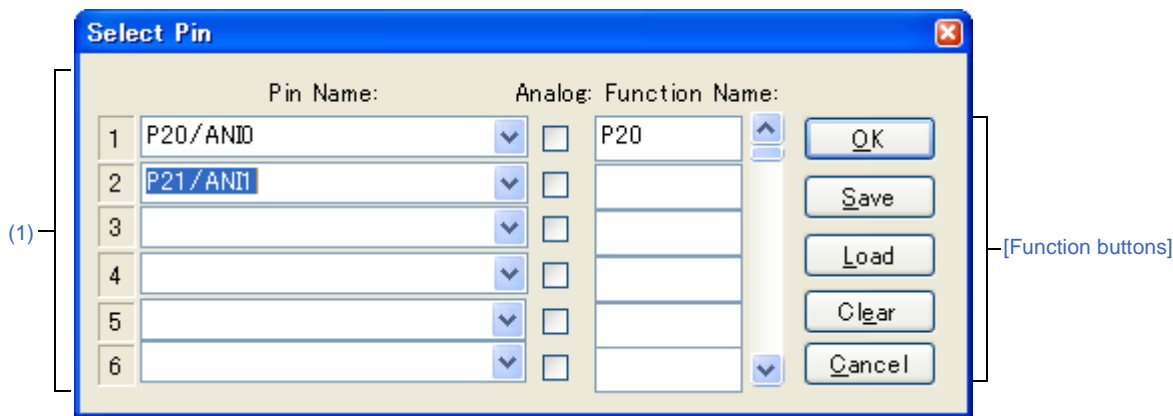 Select Pin
Pin Name: Analog: Function Name:
1 P20/ANI0 P20
2 P21/ANI1
3
4
5
6
OK
Save
Load
Clear
Cancel
(1)
[Function buttons]